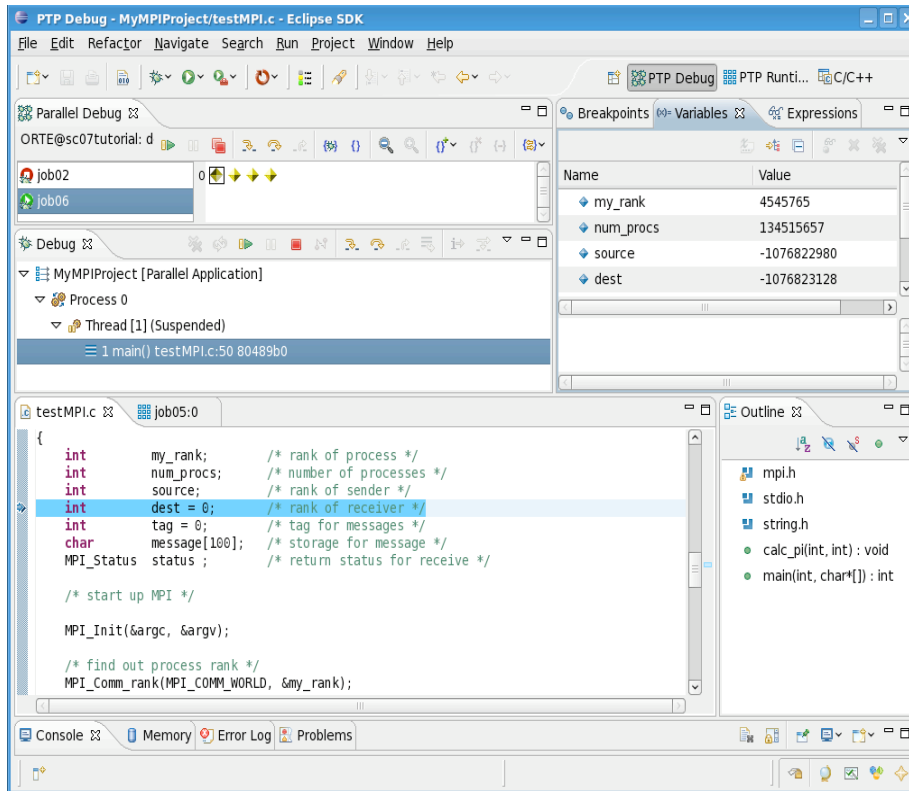 PTP Debug - MyMPIProject/testMPI.c - Eclipse SDK
File Edit Refactor Navigate Search Run Project Window Help
010
PTP Debug PTP Runti... C/C++
Parallel Debug
ORTE@sc07tutorial: d
job02
job06
0
Breakpoints (x)= Variables Expressions
Name Value
my_rank 4545765
num_procs 134515657
source -1076822980
dest -1076823128
Debug
MyMPIProject [Parallel Application]
Process 0
Thread [1] (Suspended)
1 main() testMPI.c:50 80489b0
testMPI.c job05:0
{
int my_rank; /* rank of process */
int num_procs; /* number of processes */
int source; /* rank of sender */
int dest = 0; /* rank of receiver */
int tag = 0; /* tag for messages */
char message[100]; /* storage for message */
MPI_Status status ; /* return status for receive */
/* start up MPI */
MPI_Init(&argc, &argv);
/* find out process rank */
MPI_Comm_rank(MPI_COMM_WORLD, &my_rank);
Outline
mpi.h
stdio.h
string.h
calc_pi(int, int) : void
main(int, char*[]) : int
Console Memory Error Log Problems